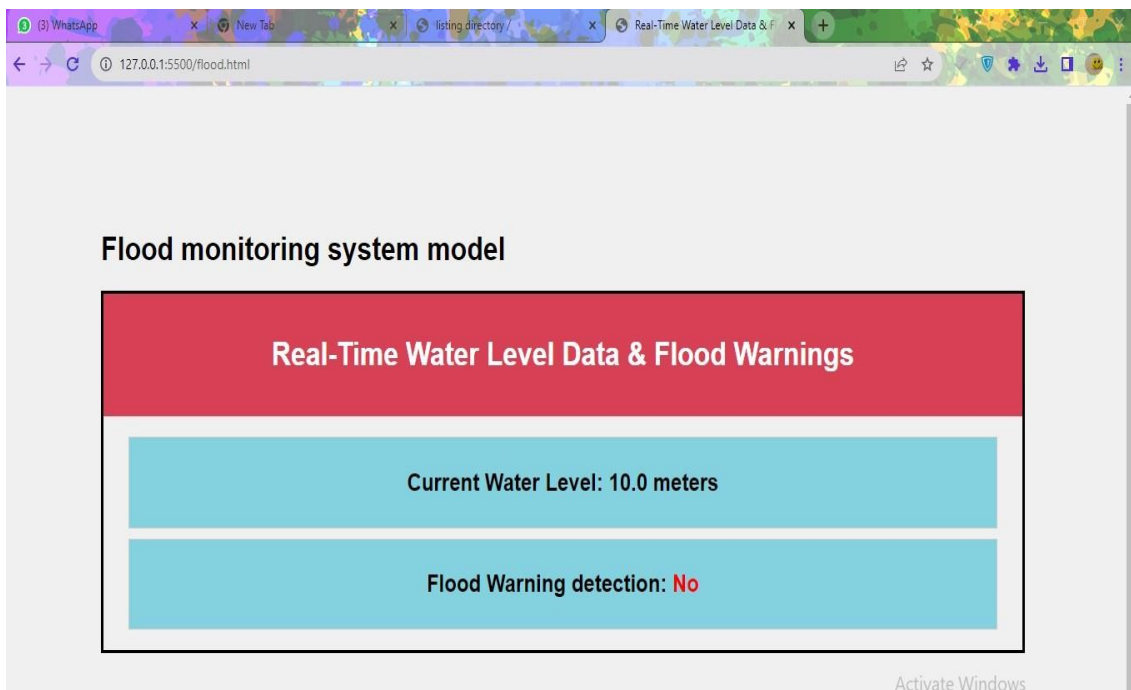 (3) WhatsApp
New Tab
listing directory /
Real-Time Water Level Data & F
127.0.0.1:5500/flood.html
Flood monitoring system model
Real-Time Water Level Data & Flood Warnings
Current Water Level: 10.0 meters
Flood Warning detection: No
Activate Windows